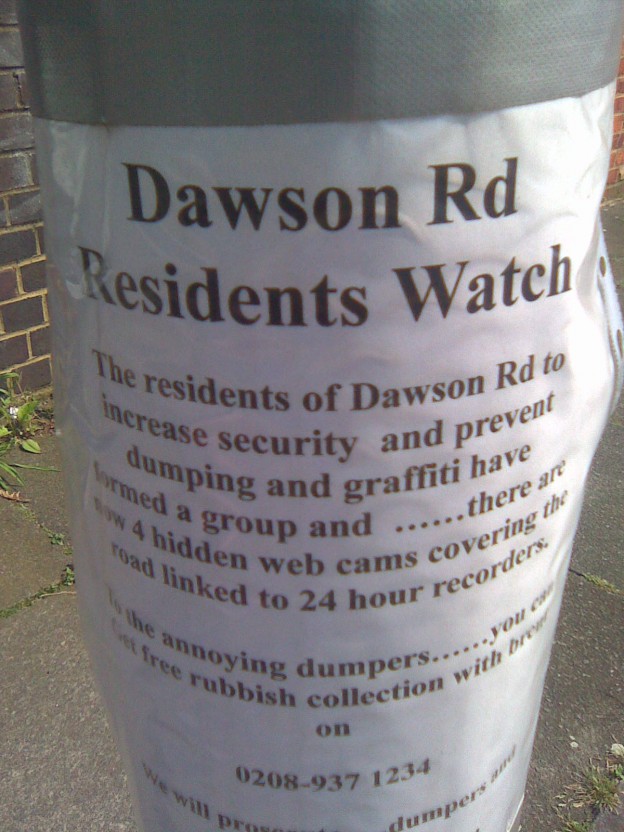 Dawson Rd
Residents Watch
The residents of Dawson Rd to
increase security and prevent
dumping and graffiti have
formed a group and ......there are
now 4 hidden web cams covering the
road linked to 24 hour recorders.
To the annoying dumpers......you can
Get free rubbish collection with brent
on
0208-937 1234
We will dumpers and